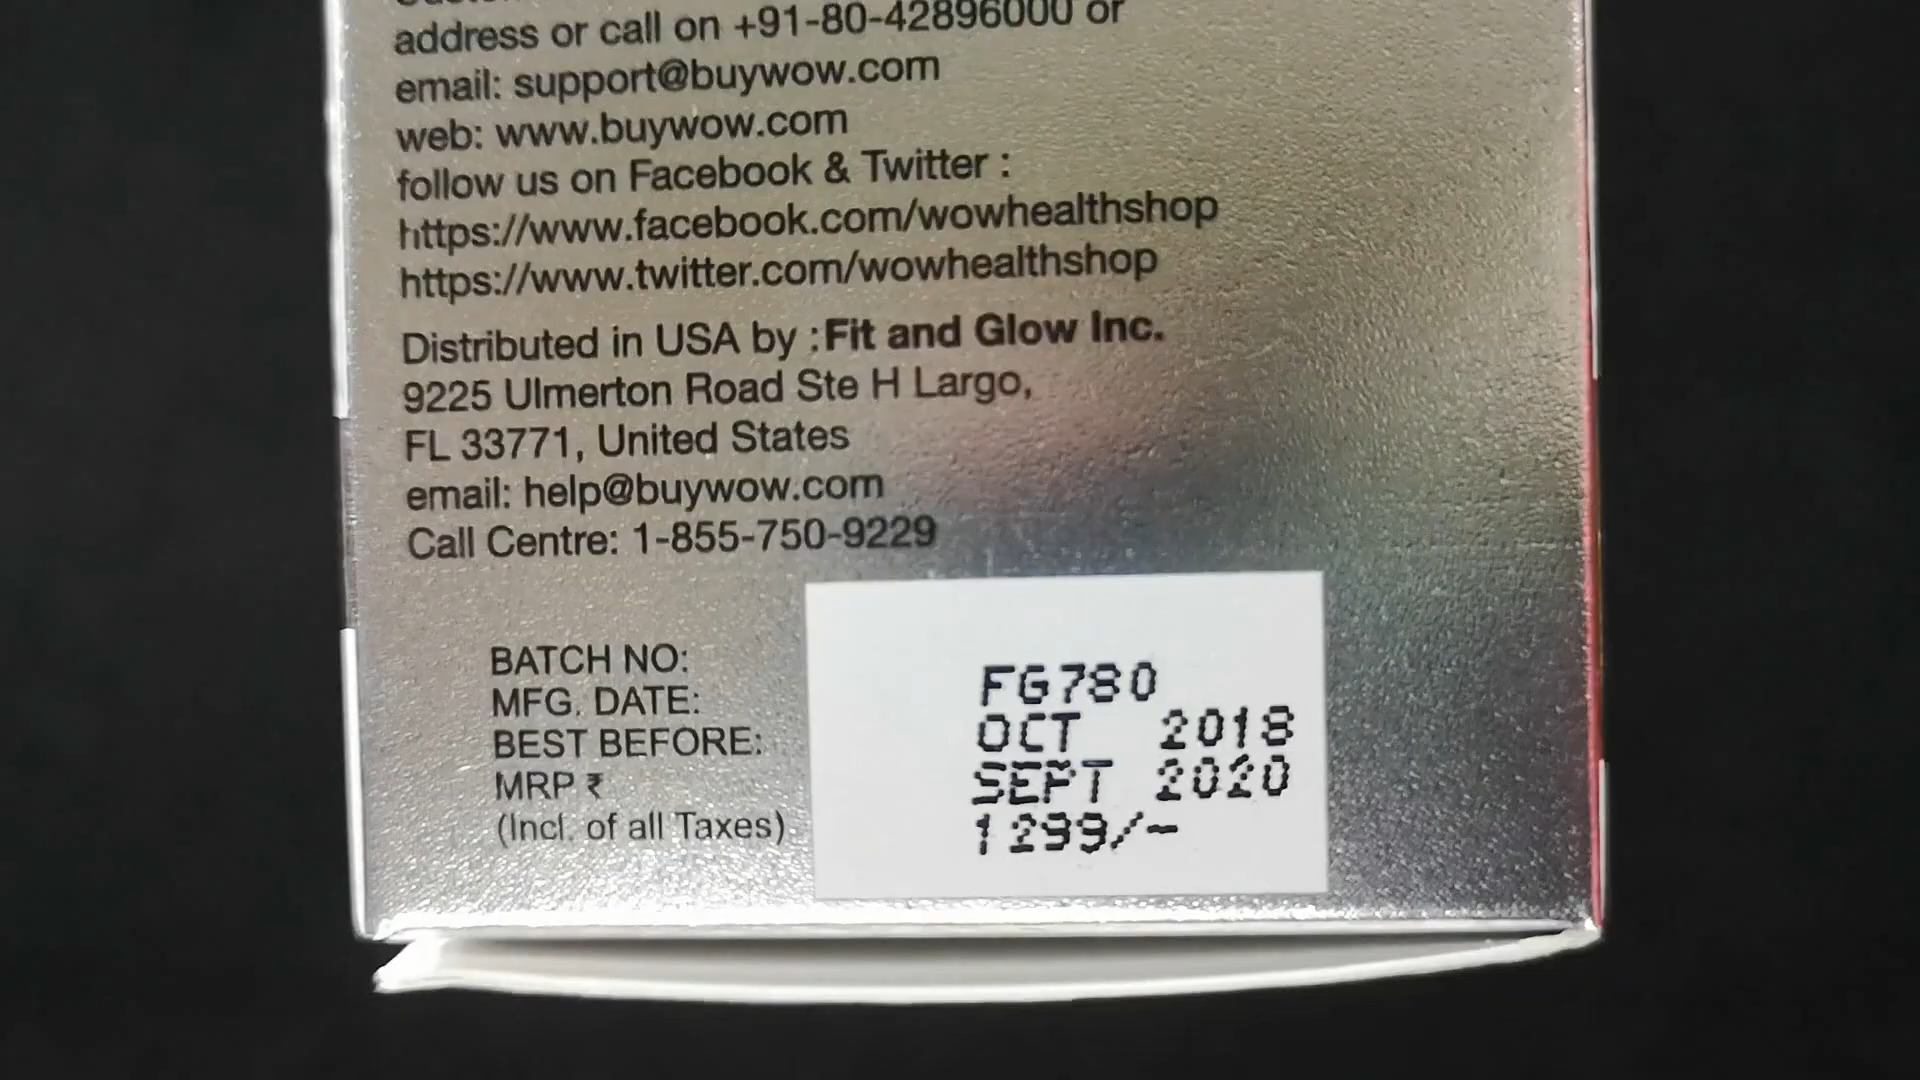 address or call on +91-80-42896000 or
email: support@buywow.com
web: www.buywow.com
follow us on Facebook & Twitter :
https://www.facebook.com/wowhealthshop
https://www.twitter.com/wowhealthshop
Distributed in USA by :Fit and Glow Inc.
9225 Ulmerton Road Ste H Largo,
FL 33771, United States
email: help@buywow.com
Call Centre: 1-855-750-9229
BATCH NO: FG780
MFG. DATE: OCT 2018
BEST BEFORE: SEPT 2020
MRP ₹ 1299/-
(Incl. of all Taxes)